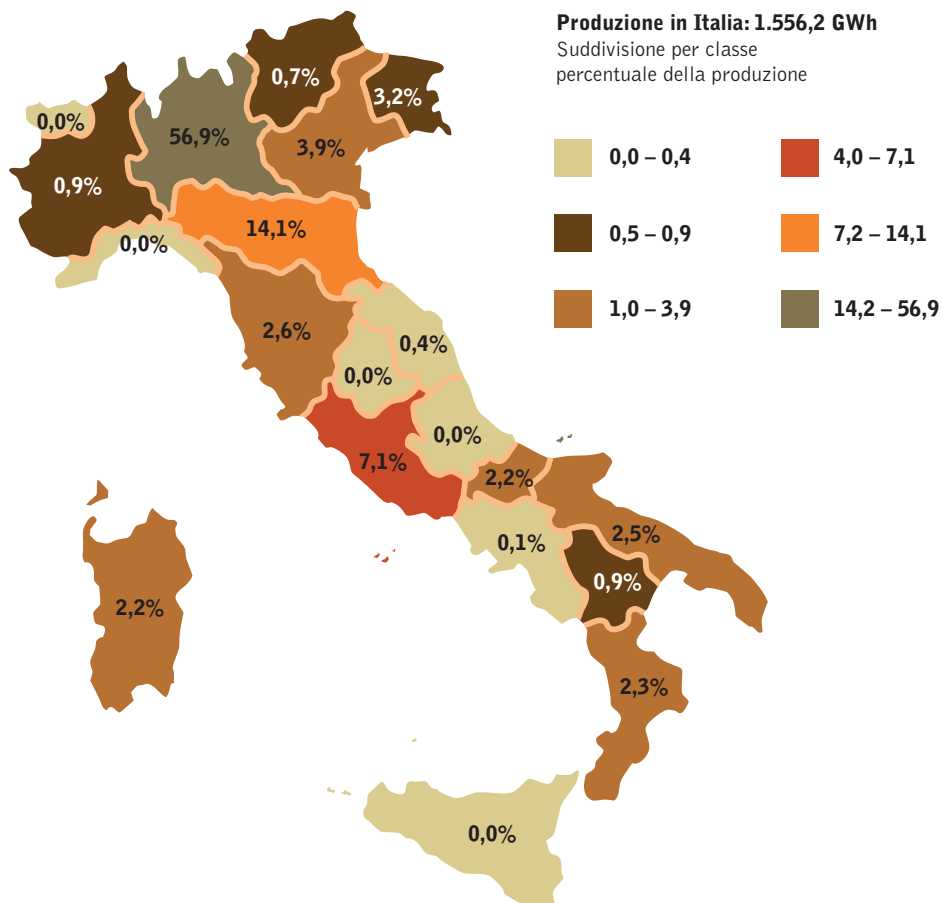 Produzione in Italia: 1.556,2 GWh
Suddivisione per classe
percentuale della produzione
0,0 – 0,4
4,0 – 7,1
0,5 – 0,9
7,2 – 14,1
1,0 – 3,9
14,2 – 56,9
0,7%
3,2%
0,0%
56,9%
3,9%
0,9%
14,1%
0,0%
2,6%
0,4%
0,0%
0,0%
7,1%
2,2%
2,5%
0,1%
0,9%
2,2%
2,3%
0,0%